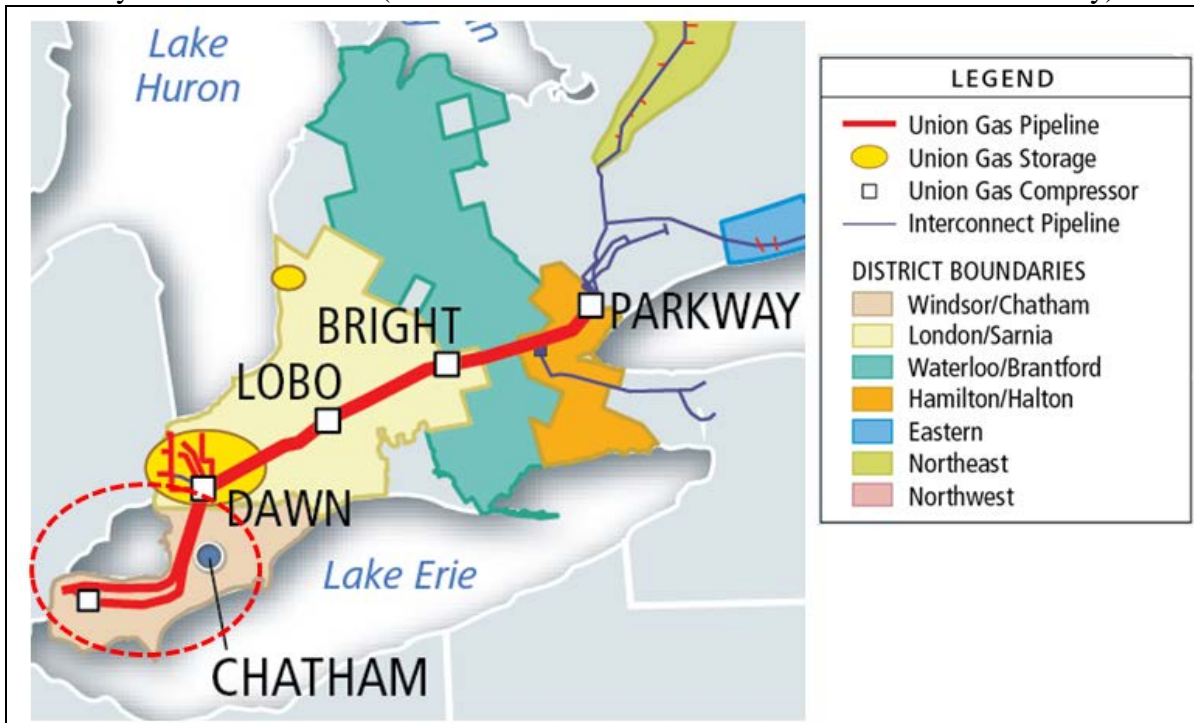 Lake
Huron
BRIGHT
PARKWAY
LOBO
DAWN
Lake Erie
CHATHAM
LEGEND
Union Gas Pipeline
Union Gas Storage
Union Gas Compressor
Interconnect Pipeline
DISTRICT BOUNDARIES
Windsor/Chatham
London/Sarnia
Waterloo/Brantford
Hamilton/Halton
Eastern
Northeast
Northwest